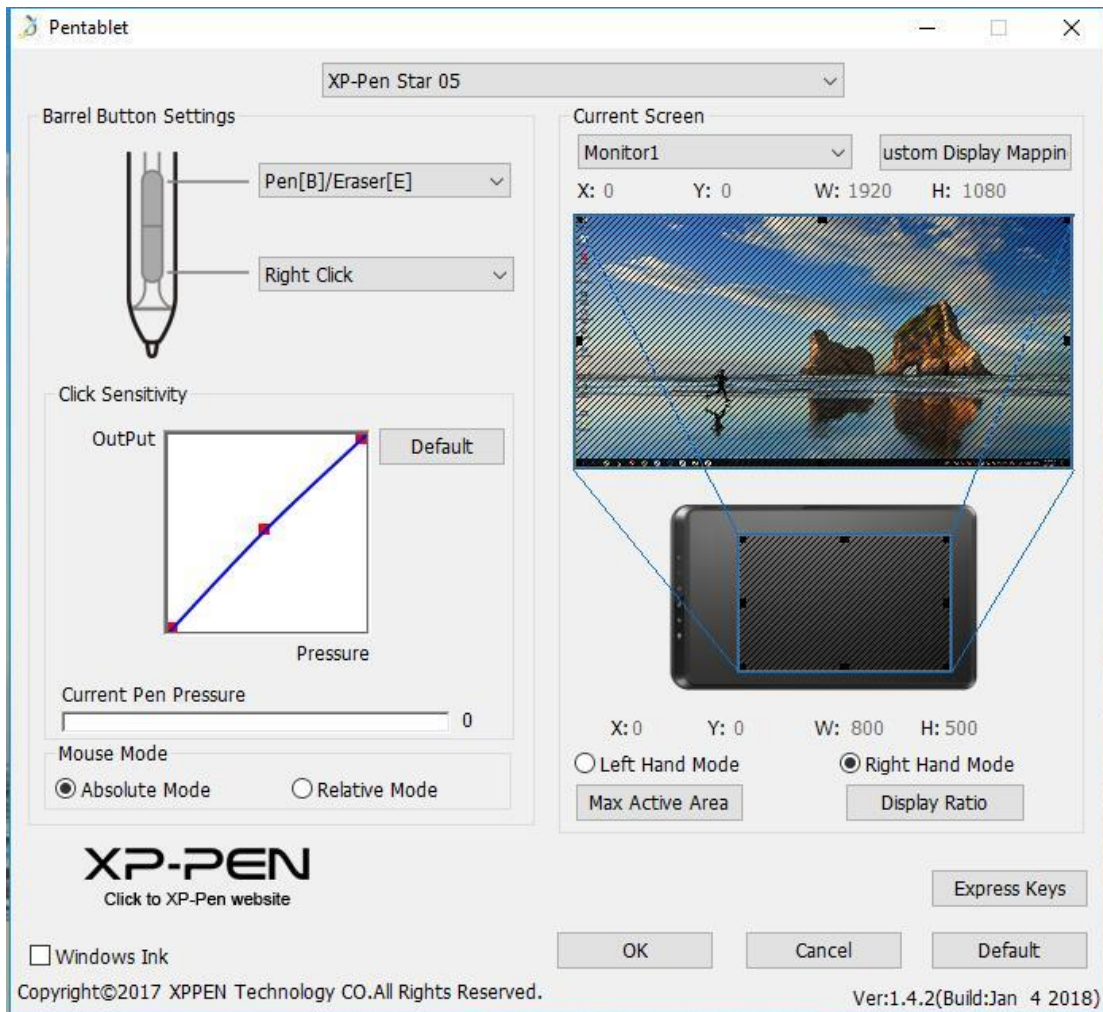 Pentablet
XP-Pen Star 05
Barrel Button Settings
Pen[B]/Eraser[E]
Right Click
Click Sensitivity
OutPut
Default
Pressure
Current Pen Pressure
0
Mouse Mode
Absolute Mode
Relative Mode
Current Screen
Monitor1
ustom Display Mappin
X: 0 Y: 0 W: 1920 H: 1080
X: 0 Y: 0 W: 800 H: 500
Left Hand Mode
Right Hand Mode
Max Active Area
Display Ratio
XP-PEN
Click to XP-Pen website
Express Keys
Windows Ink
OK
Cancel
Default
Copyright©2017 XPPEN Technology CO.All Rights Reserved.
Ver:1.4.2(Build:Jan 4 2018)